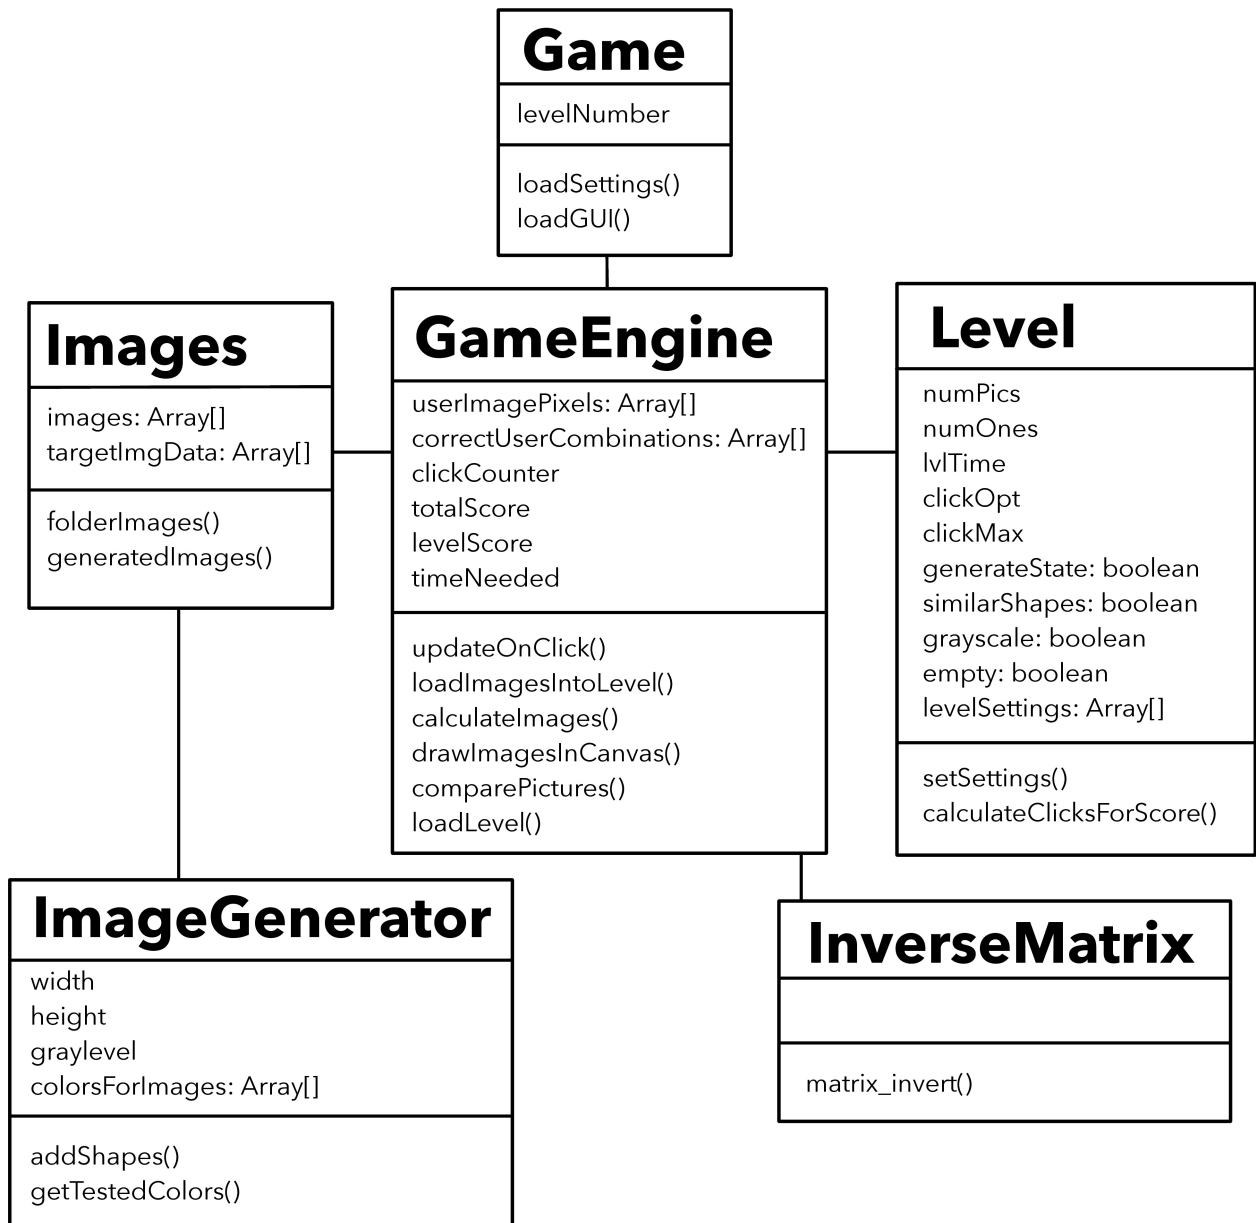 Game
levelNumber
loadSettings()
loadGUI()
Images
images: Array[]
targetImgData: Array[]
folderImages()
generatedImages()
GameEngine
userImagePixels: Array[]
correctUserCombinations: Array[]
clickCounter
totalScore
levelScore
timeNeeded
updateOnClick()
loadImagesIntoLevel()
calculateImages()
drawImagesInCanvas()
comparePictures()
loadLevel()
Level
numPics
numOnes
lvlTime
clickOpt
clickMax
generateState: boolean
similarShapes: boolean
grayscale: boolean
empty: boolean
levelSettings: Array[]
setSettings()
calculateClicksForScore()
ImageGenerator
width
height
graylevel
colorsForImages: Array[]
addShapes()
getTestedColors()
InverseMatrix
matrix_invert()